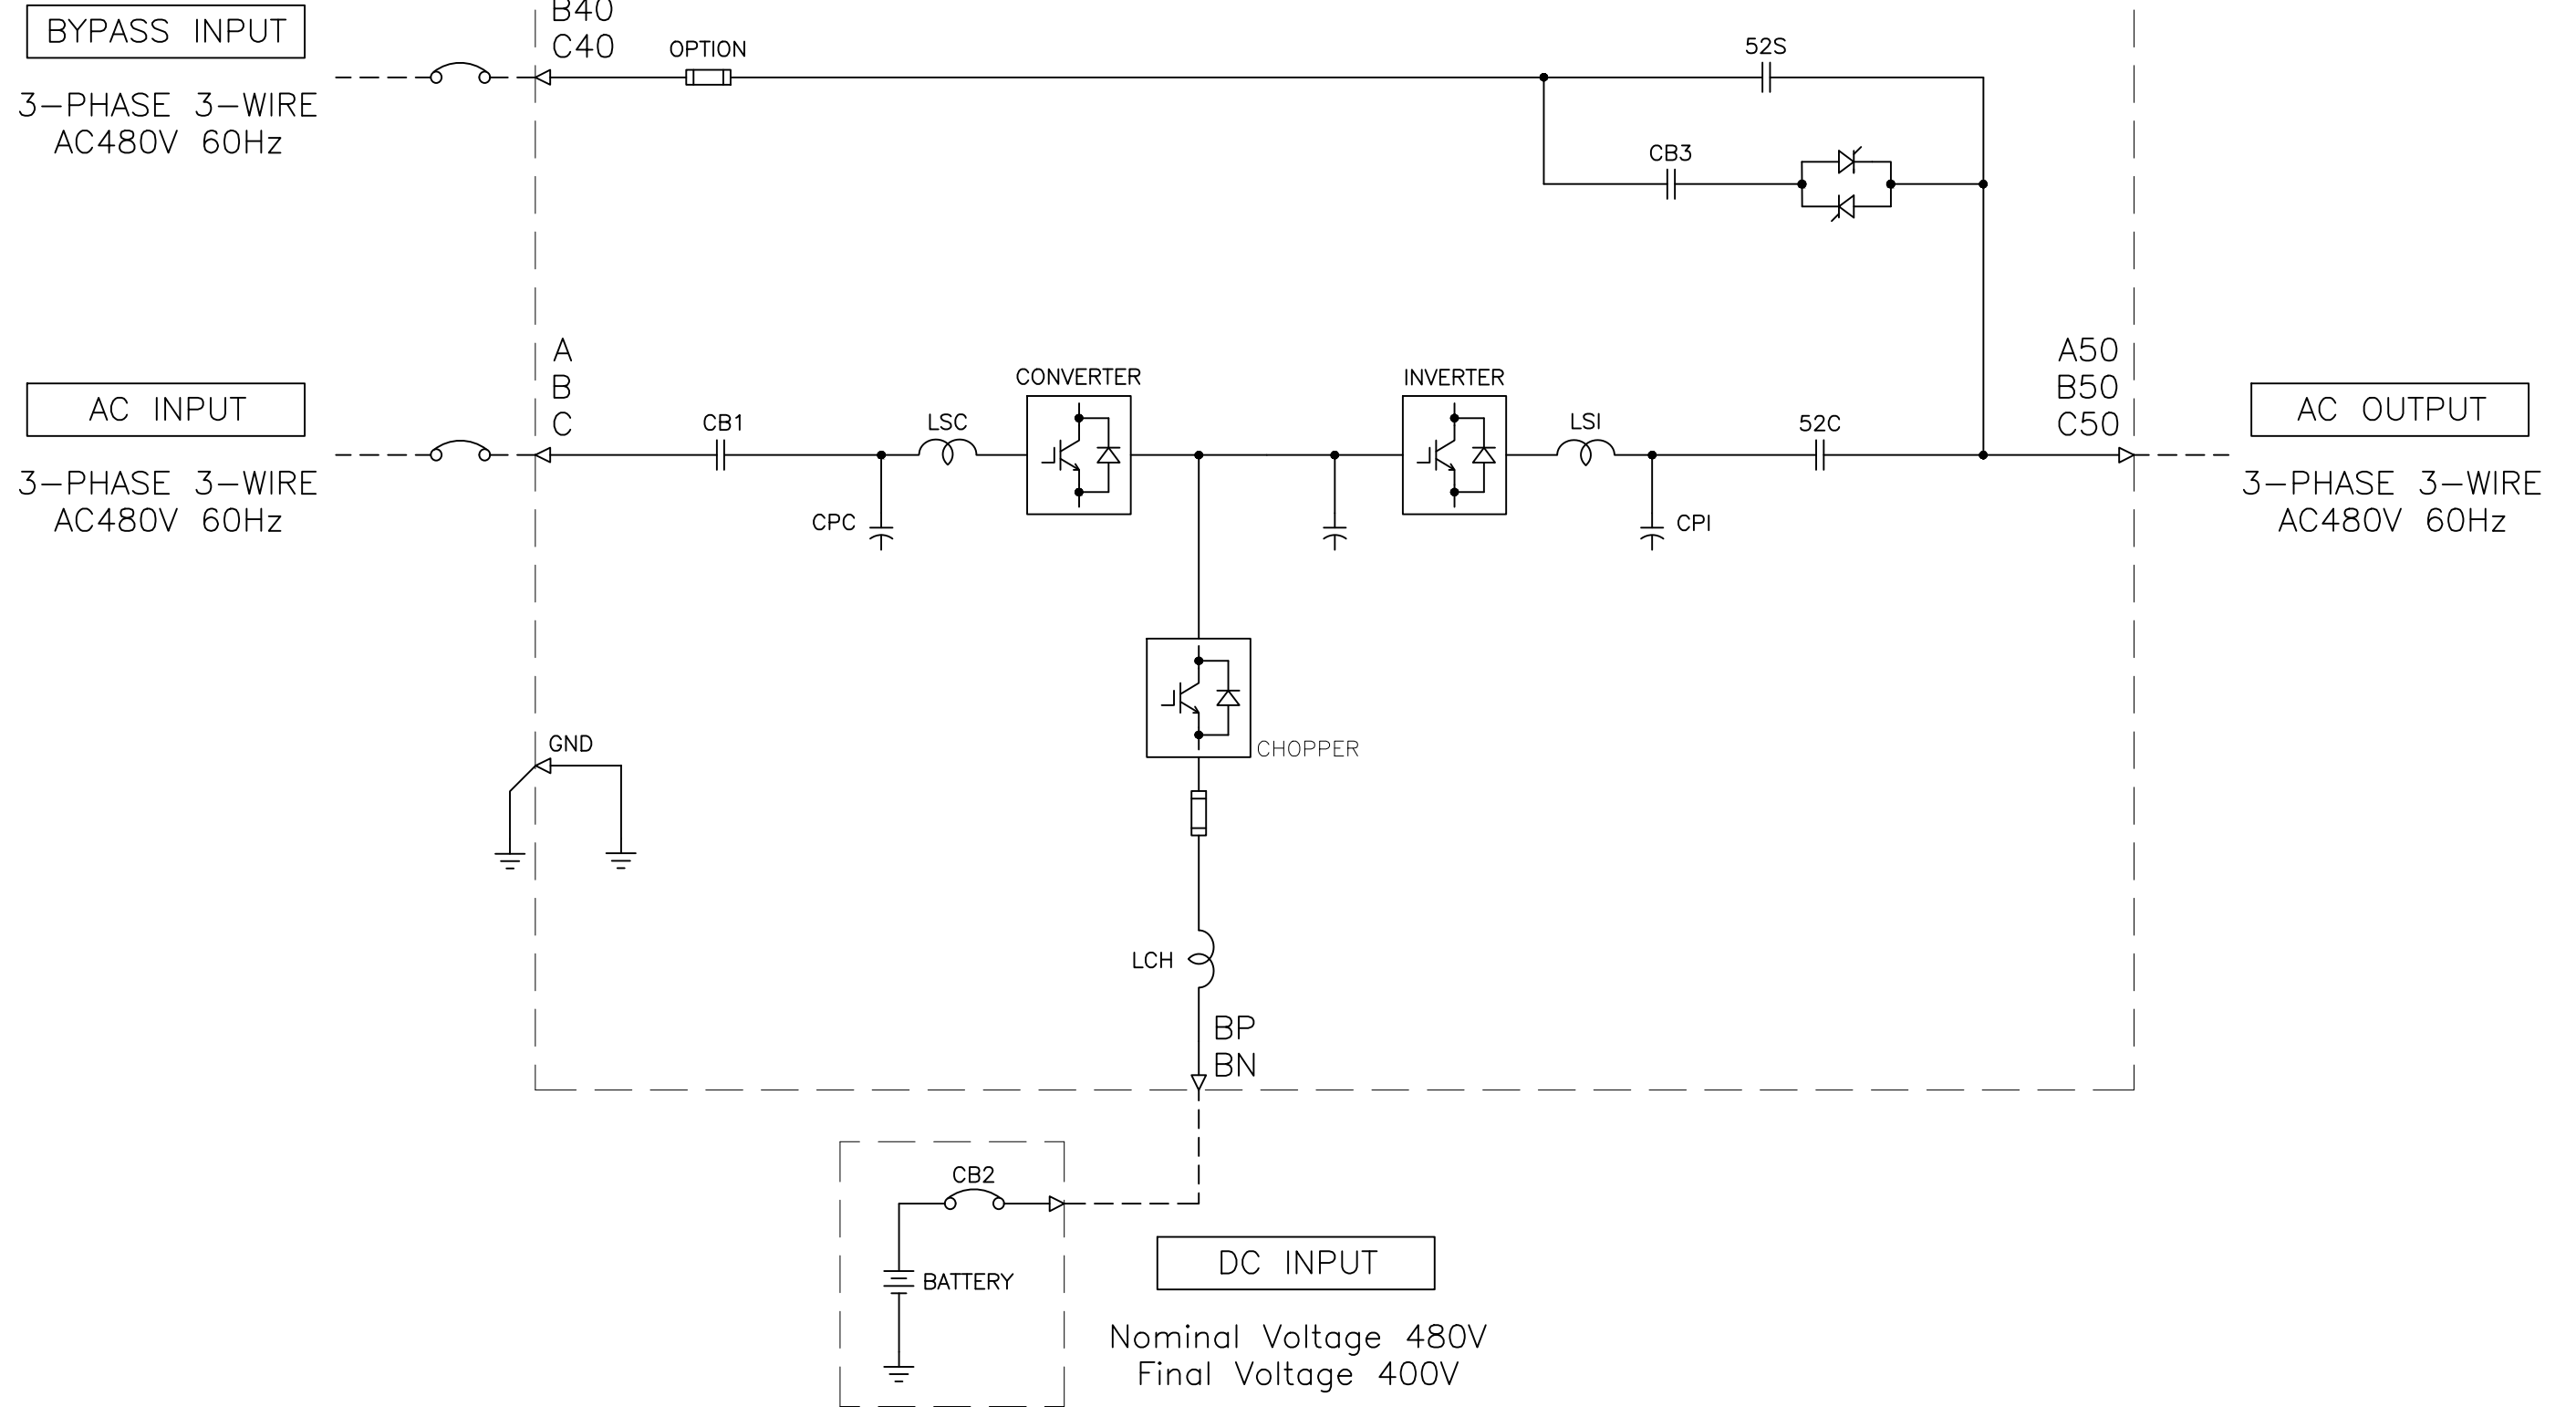 B40
BYPASS INPUT
C40
OPTION
52S
3-PHASE 3-WIRE
AC480V 60Hz
CB3
A
B
C
A50
B50
C50
CONVERTER
INVERTER
AC INPUT
CB1
LSC
LSI
52C
AC OUTPUT
3-PHASE 3-WIRE
AC480V 60Hz
CPC
CPI
3-PHASE 3-WIRE
AC480V 60Hz
GND
CHOPPER
LCH
BP
BN
CB2
BATTERY
DC INPUT
Nominal Voltage 480V
Final Voltage 400V